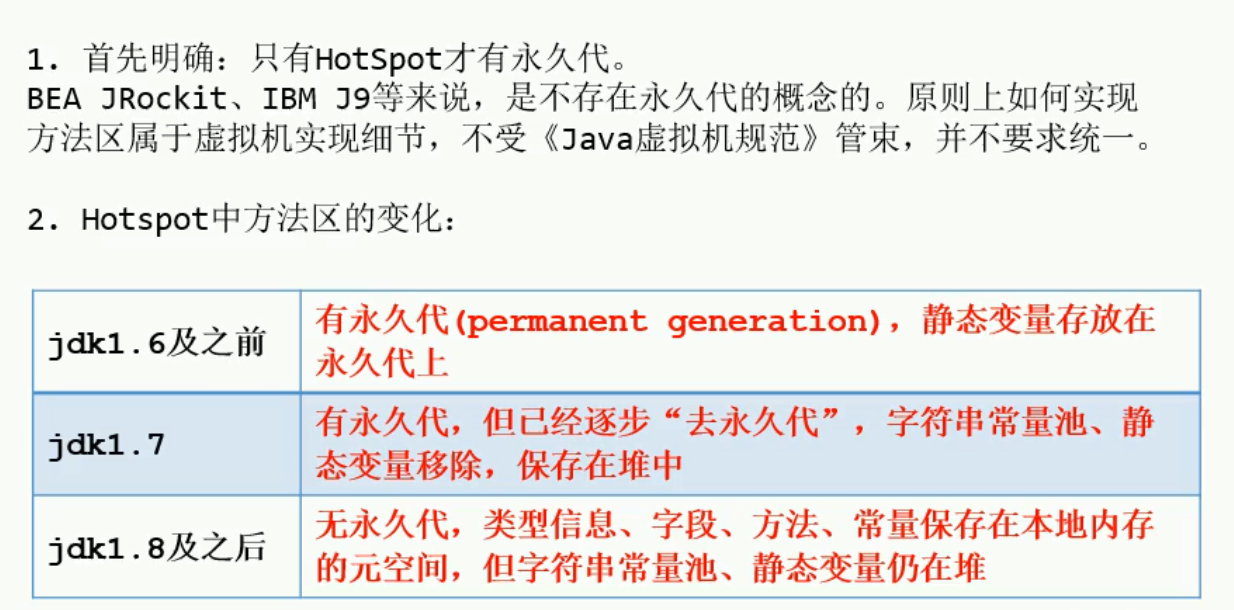 1. 首先明确：只有HotSpot才有永久代。
BEA JRockit、IBM J9等来说，是不存在永久代的概念的。原则上如何实现
方法区属于虚拟机实现细节，不受《Java虚拟机规范》管束，并不要求统一。
2. Hotspot中方法区的变化：
jdk1.6及之前
有永久代(permanent generation)，静态变量存放在
永久代上
jdk1.7
有永久代，但已经逐步“去永久代”，字符串常量池、静
态变量移除，保存在堆中
jdk1.8及之后
无永久代，类型信息、字段、方法、常量保存在本地内存
的元空间，但字符串常量池、静态变量仍在堆